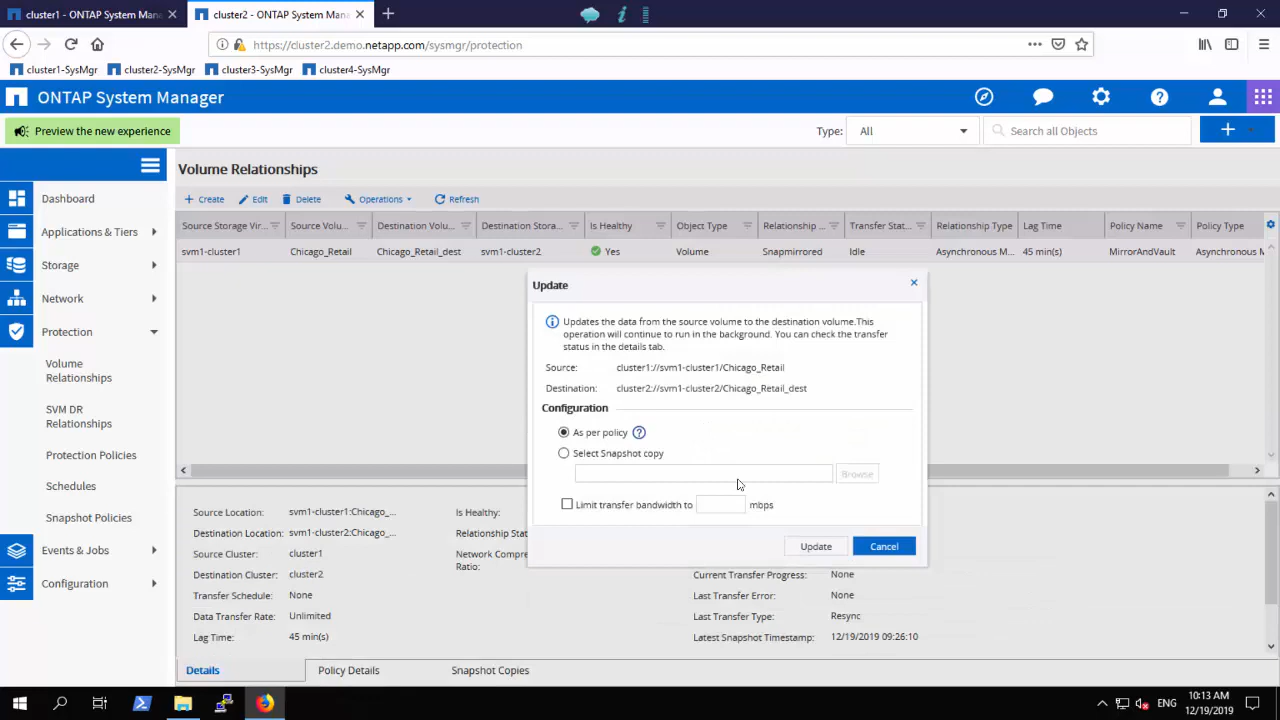 cluster1 - ONTAP System Mana
cluster2 - ONTAP System Manage
https://cluster2.demo.netapp.com/sysmgr/protection
cluster1-SysMgr cluster2-SysMgr cluster3-SysMgr cluster4-SysMgr
ONTAP System Manager
Preview the new experience
Type: All Search all Objects
Volume Relationships
Create Edit Delete Operations Refresh
Source Storage Vir... Source Volu... Destination Volu... Destination Stora... Is Healthy Object Type Relationship ... Transfer Stat... Relationship Type Lag Time Policy Name Policy Type
svm1-cluster1 Chicago_Retail Chicago_Retail_dest svm1-cluster2 Yes Volume Snapmirrored Idle Asynchronous M... 45 min(s) MirrorAndVault Asynchronous M
Dashboard
Applications & Tiers
Storage
Network
Protection
Volume
Relationships
SVM DR
Relationships
Protection Policies
Schedules
Snapshot Policies
Events & Jobs
Configuration
Update
Updates the data from the source volume to the destination volume.This
operation will continue to run in the background. You can check the transfer
status in the details tab.
Source: cluster1://svm1-cluster1/Chicago_Retail
Destination: cluster2://svm1-cluster2/Chicago_Retail_dest
Configuration
As per policy
Select Snapshot copy
Browse
Limit transfer bandwidth to mbps
Update Cancel
Source Location: svm1-cluster1:Chicago_...
Destination Location: svm1-cluster2:Chicago_...
Source Cluster: cluster1
Destination Cluster: cluster2
Transfer Schedule: None
Data Transfer Rate: Unlimited
Lag Time: 45 min(s)
Is Healthy:
Relationship Stat
Network Compre
Ratio:
Current Transfer Progress: None
Last Transfer Error: None
Last Transfer Type: Resync
Latest Snapshot Timestamp: 12/19/2019 09:26:10
Details Policy Details Snapshot Copies
ENG
10:13 AM
12/19/2019